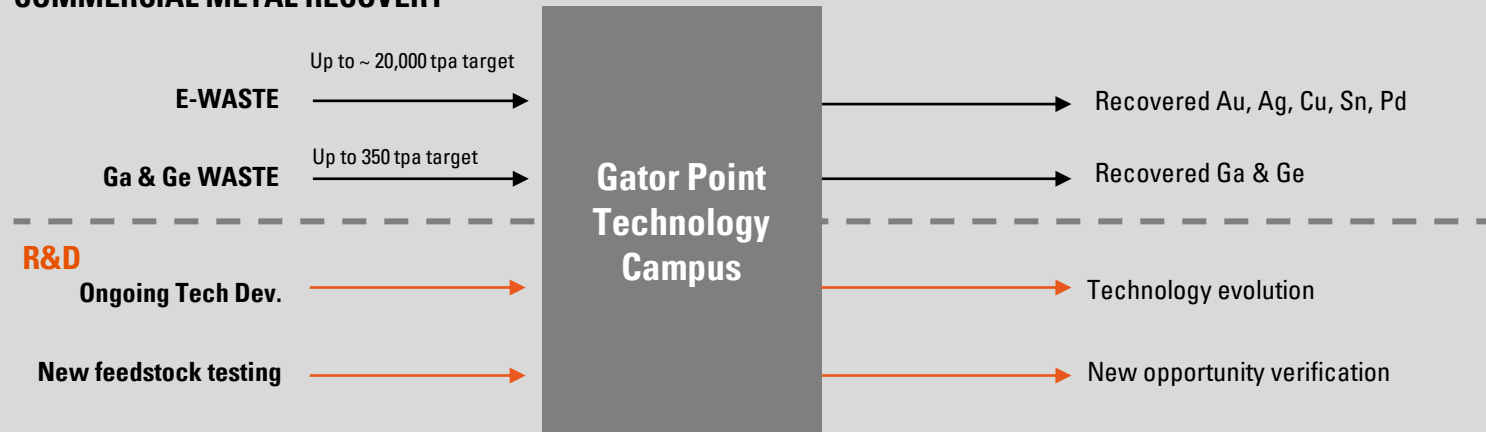 COMMERCIAL METAL RECOVERY
Up to ~ 20,000 tpa target
E-WASTE
Recovered Au, Ag, Cu, Sn, Pd
Up to 350 tpa target
Ga & Ge WASTE
Recovered Ga & Ge
Gator Point
Technology
Campus
R&D
Ongoing Tech Dev.
Technology evolution
New feedstock testing
New opportunity verification